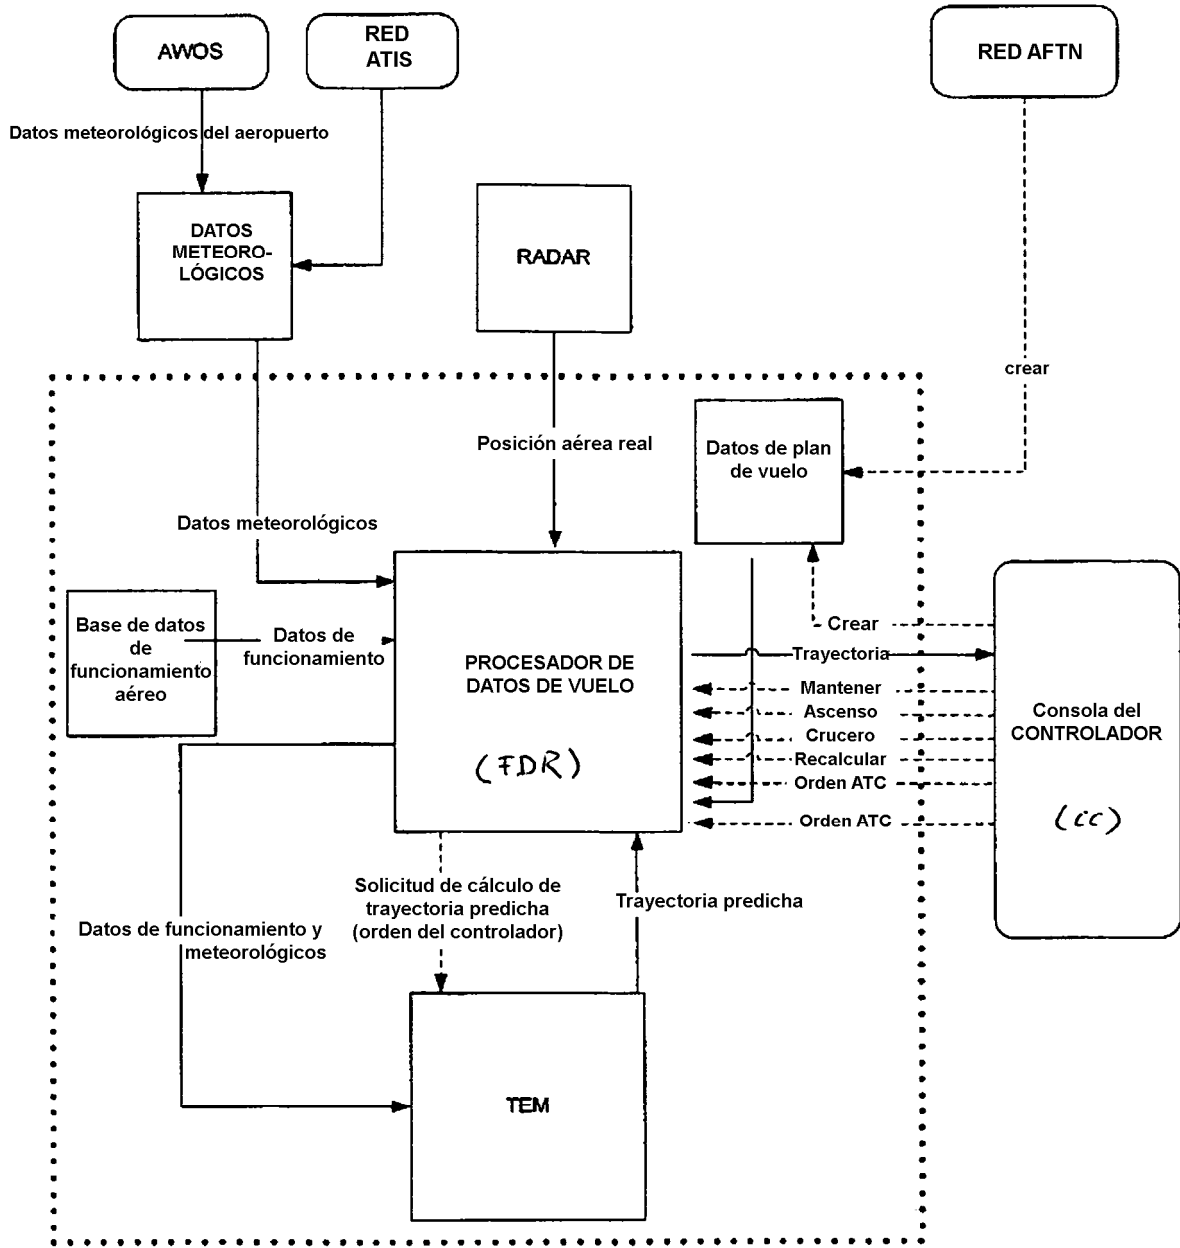 AWOS
RED
ATIS
RED AFTN
Datos meteorológicos del aeropuerto
DATOS
METEORO-
LÓGICOS
RADAR
crear
Posición aérea real
Datos de plan
de vuelo
Datos meteorológicos
Base de datos
de
funcionamiento
aéreo
Datos de
funcionamiento
PROCESADOR DE
DATOS DE VUELO
(FDR)
Crear
Trayectoria
Mantener
Ascenso
Crucero
Recalcular
Orden ATC
Orden ATC
Consola del
CONTROLADOR
(CC)
Solicitud de cálculo de
trayectoria predicha
(orden del controlador)
Trayectoria predicha
Datos de funcionamiento y
meteorológicos
TEM